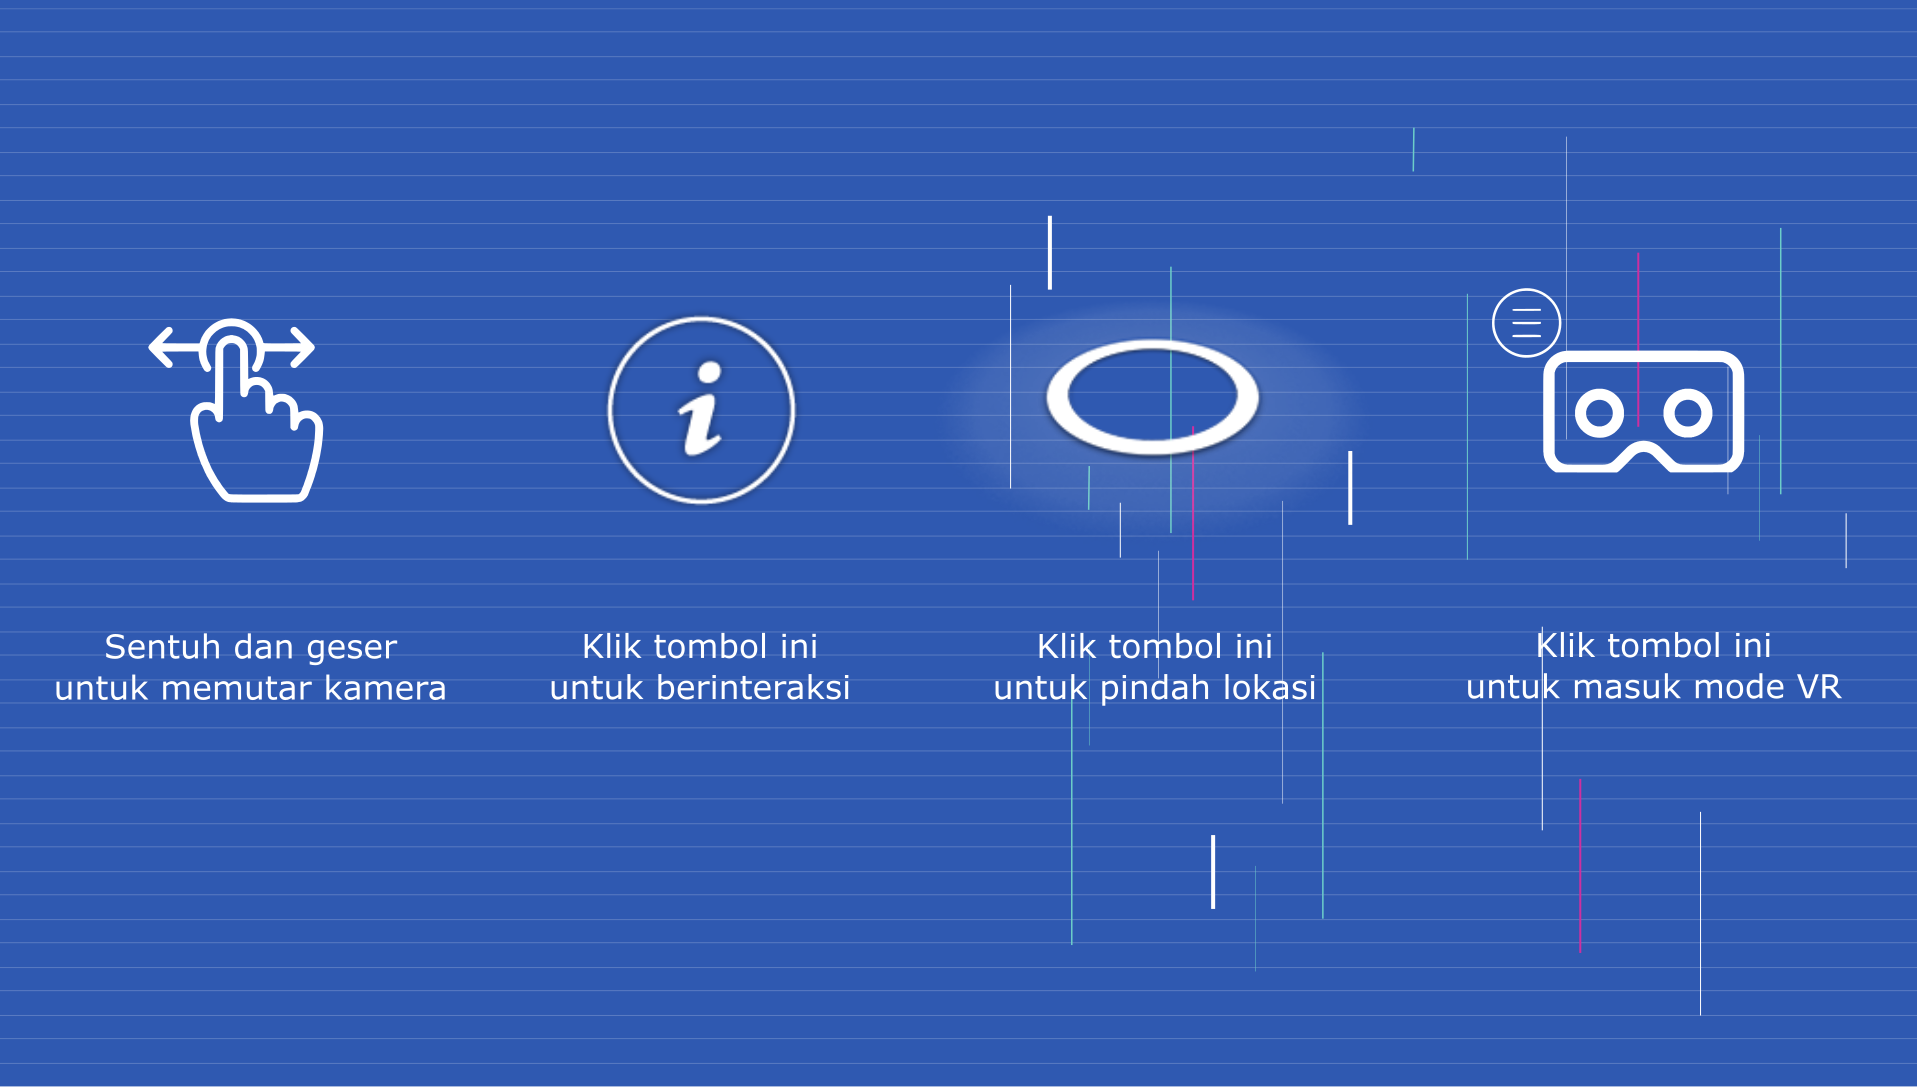 Sentuh dan geser
untuk memutar kamera
Klik tombol ini
untuk berinteraksi
Klik tombol ini
untuk pindah lokasi
Klik tombol ini
untuk masuk mode VR